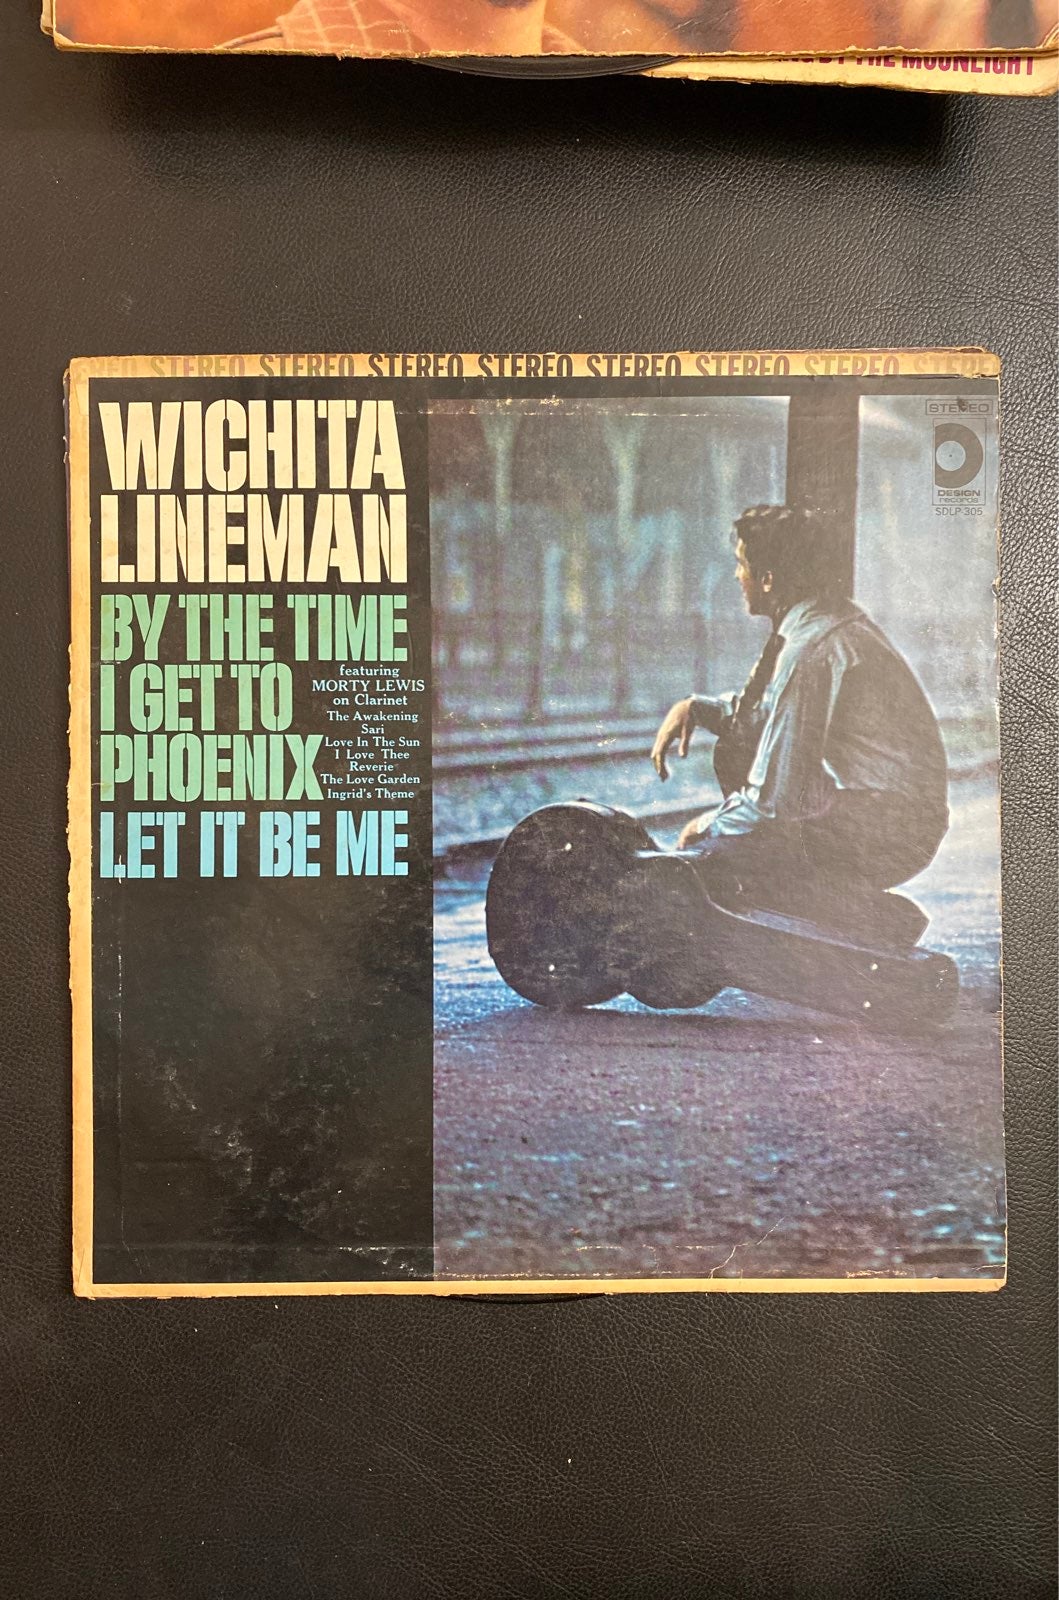 THE MOONLIGHT
STEREO STEREO STEREO STEREO STEREO STEREO STEREO
WICHITA
LINEMAN
BY THE TIME
I GET TO
PHOENIX
featuring
MORTY LEWIS
on Clarinet
The Awakening
Sari
Love In The Sun
I Love Thee
Reverie
The Love Garden
Ingrid's Theme
LET IT BE ME
STEREO
DESIGN
records
SDLP-305